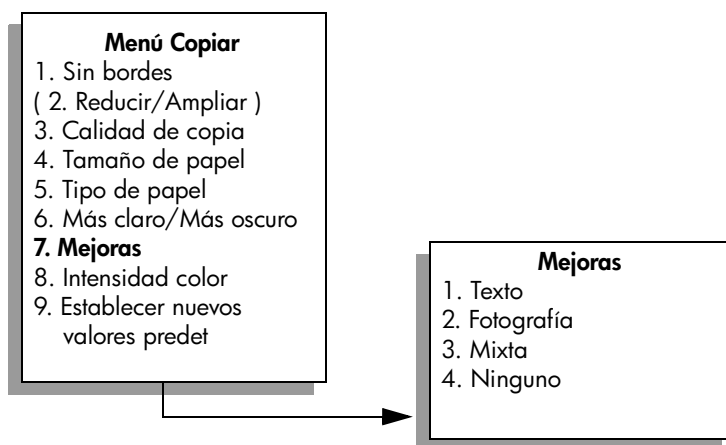 Menú Copiar
1. Sin bordes
( 2. Reducir/Ampliar )
3. Calidad de copia
4. Tamaño de papel
5. Tipo de papel
6. Más claro/Más oscuro
7. Mejoras
8. Intensidad color
9. Establecer nuevos
valores predet
Mejoras
1. Texto
2. Fotografía
3. Mixta
4. Ninguno